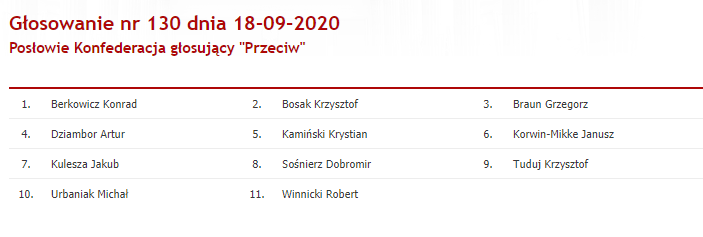 Głosowanie nr 130 dnia 18-09-2020
Posłowie Konfederacja głosujący "Przeciw"
1. Berkowicz Konrad 2. Bosak Krzysztof 3. Braun Grzegorz
4. Dziambor Artur 5. Kamiński Krystian 6. Korwin-Mikke Janusz
7. Kulesza Jakub 8. Sośnierz Dobromir 9. Tuduj Krzysztof
10. Urbaniak Michał 11. Winnicki Robert